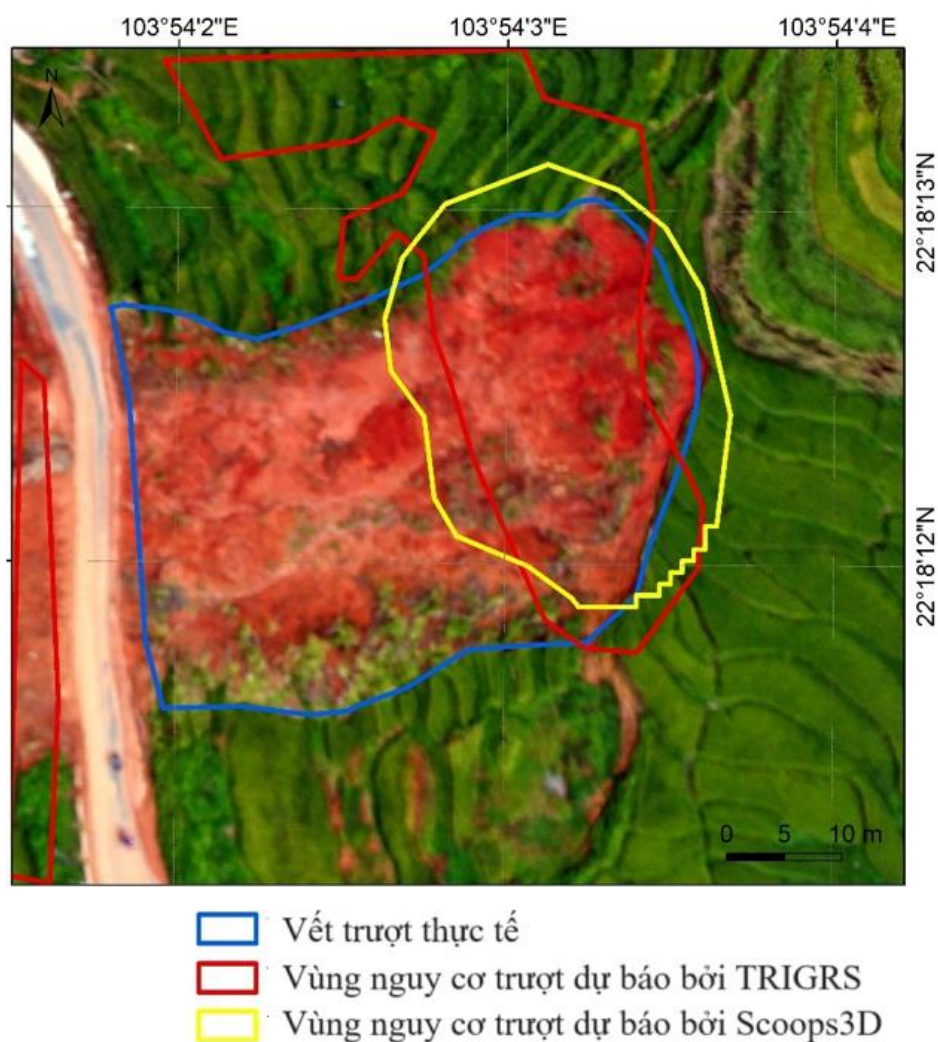 103°54'2"E 103°54'3"E 103°54'4"E
N
22°18'13"N
22°18'12"N
0 5 10 m
Vết trượt thực tế
Vùng nguy cơ trượt dự báo bởi TRIGRS
Vùng nguy cơ trượt dự báo bởi Scoops3D